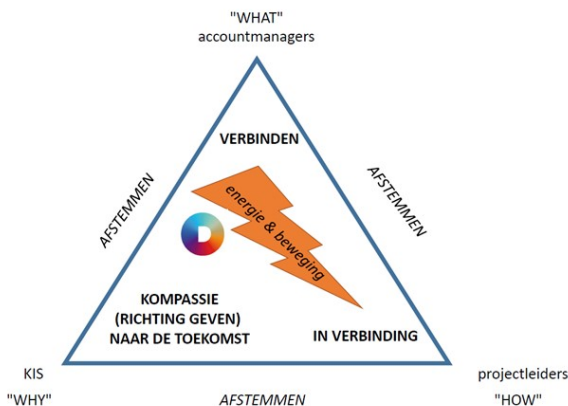 "WHAT"
accountmanagers
VERBINDEN
AFSTEMMEN
AFSTEMMEN
energie & beweging
D
KOMPASSIE
(RICHTING GEVEN)
NAAR DE TOEKOMST
IN VERBINDING
KIS
projectleiders
"WHY"
AFSTEMMEN
"HOW"